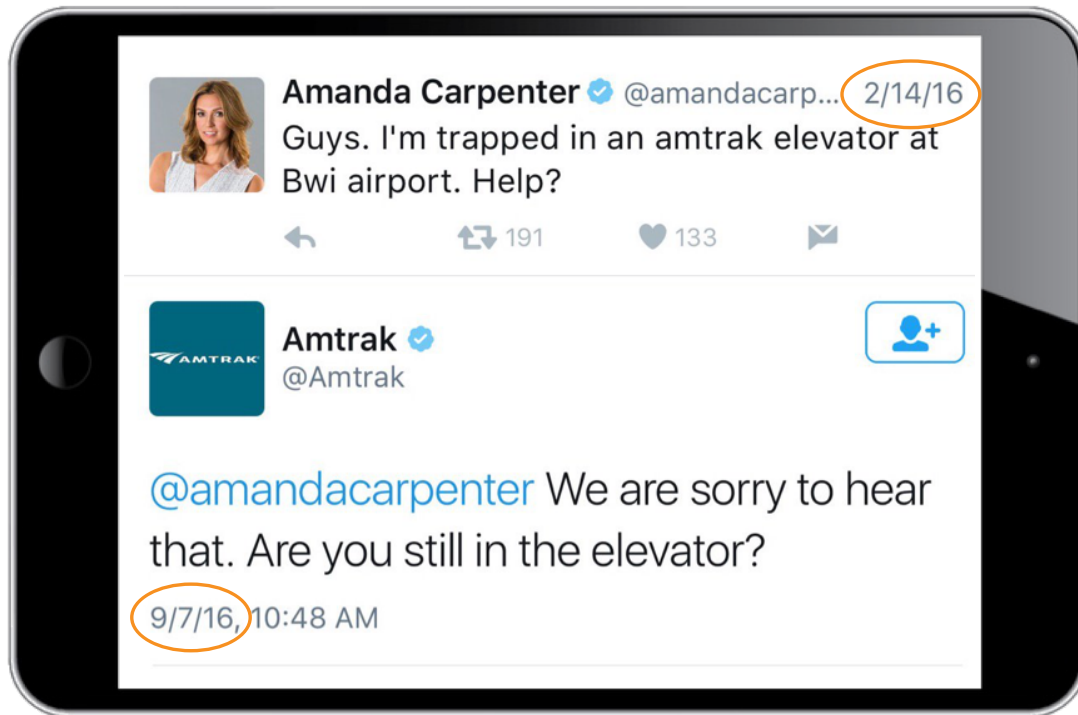 Amanda Carpenter @amandacarp... 2/14/16
Guys. I'm trapped in an amtrak elevator at
Bwi airport. Help?
191 133
AMTRAK
Amtrak
@Amtrak
@amandacarpenter We are sorry to hear
that. Are you still in the elevator?
9/7/16, 10:48 AM